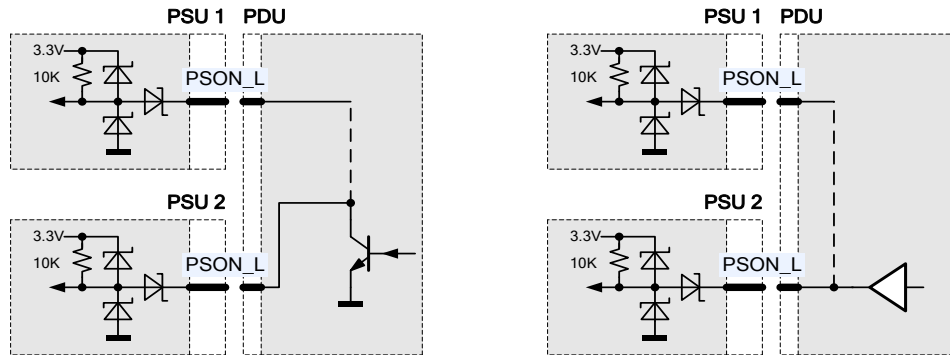 PSU 1 PDU
3.3V
10K
PSON_L
PSU 2
3.3V
10K
PSON_L
PSU 1 PDU
3.3V
10K
PSON_L
PSU 2
3.3V
10K
PSON_L